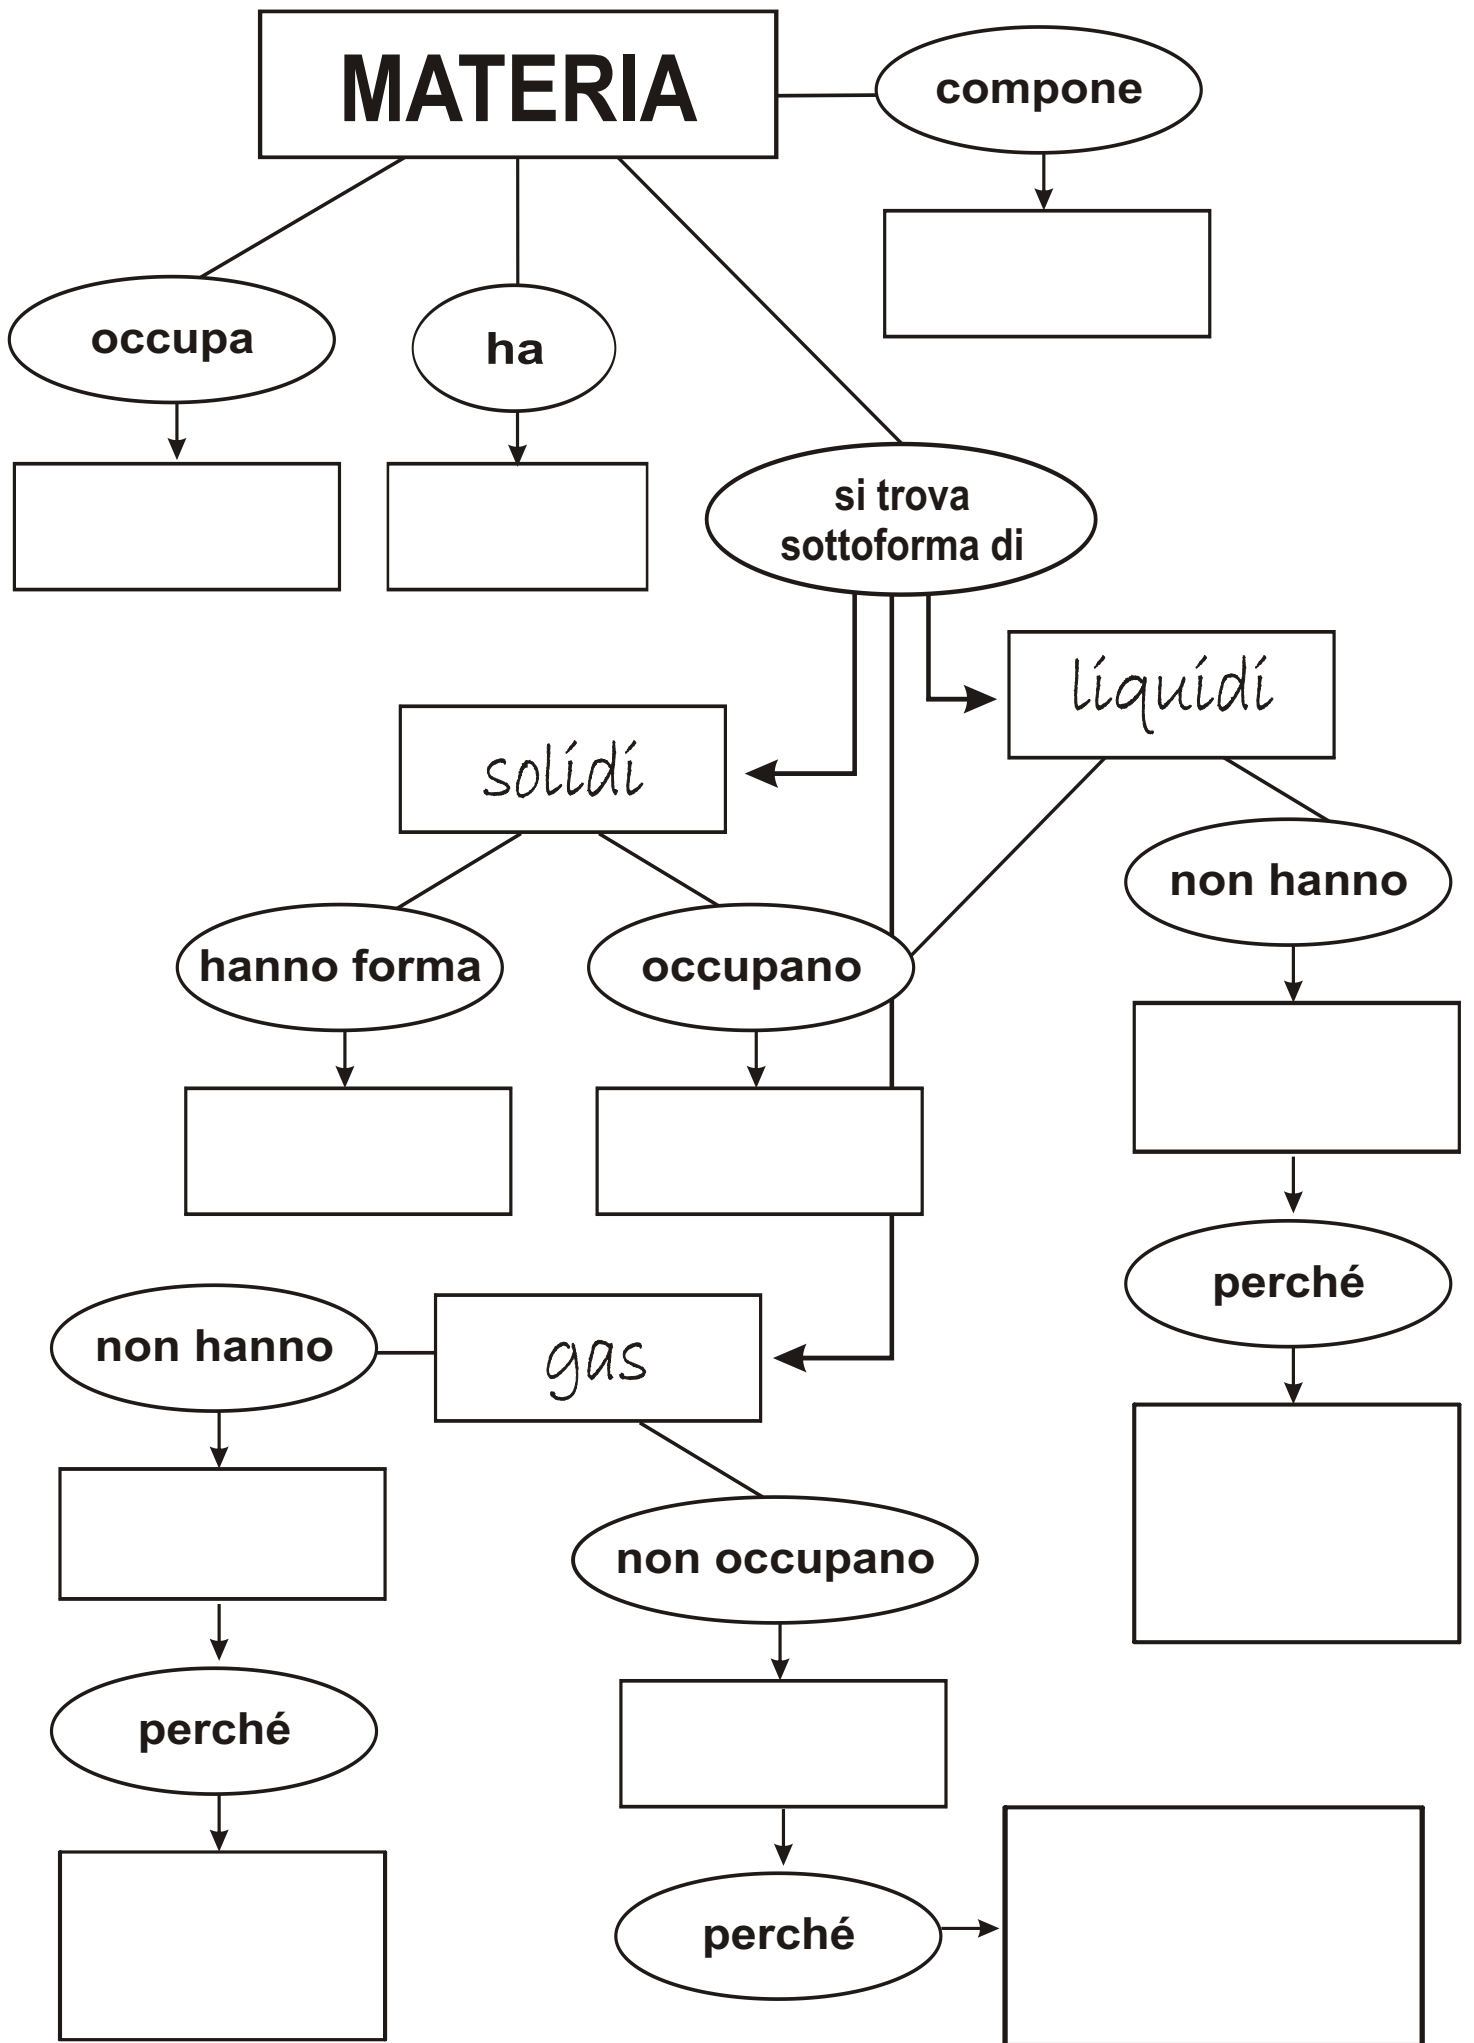 MATERIA
compone
occupa
ha
si trova
sottoforma di
liquidi
solidi
non hanno
hanno forma
occupano
perché
non hanno
gas
non occupano
perché
perché